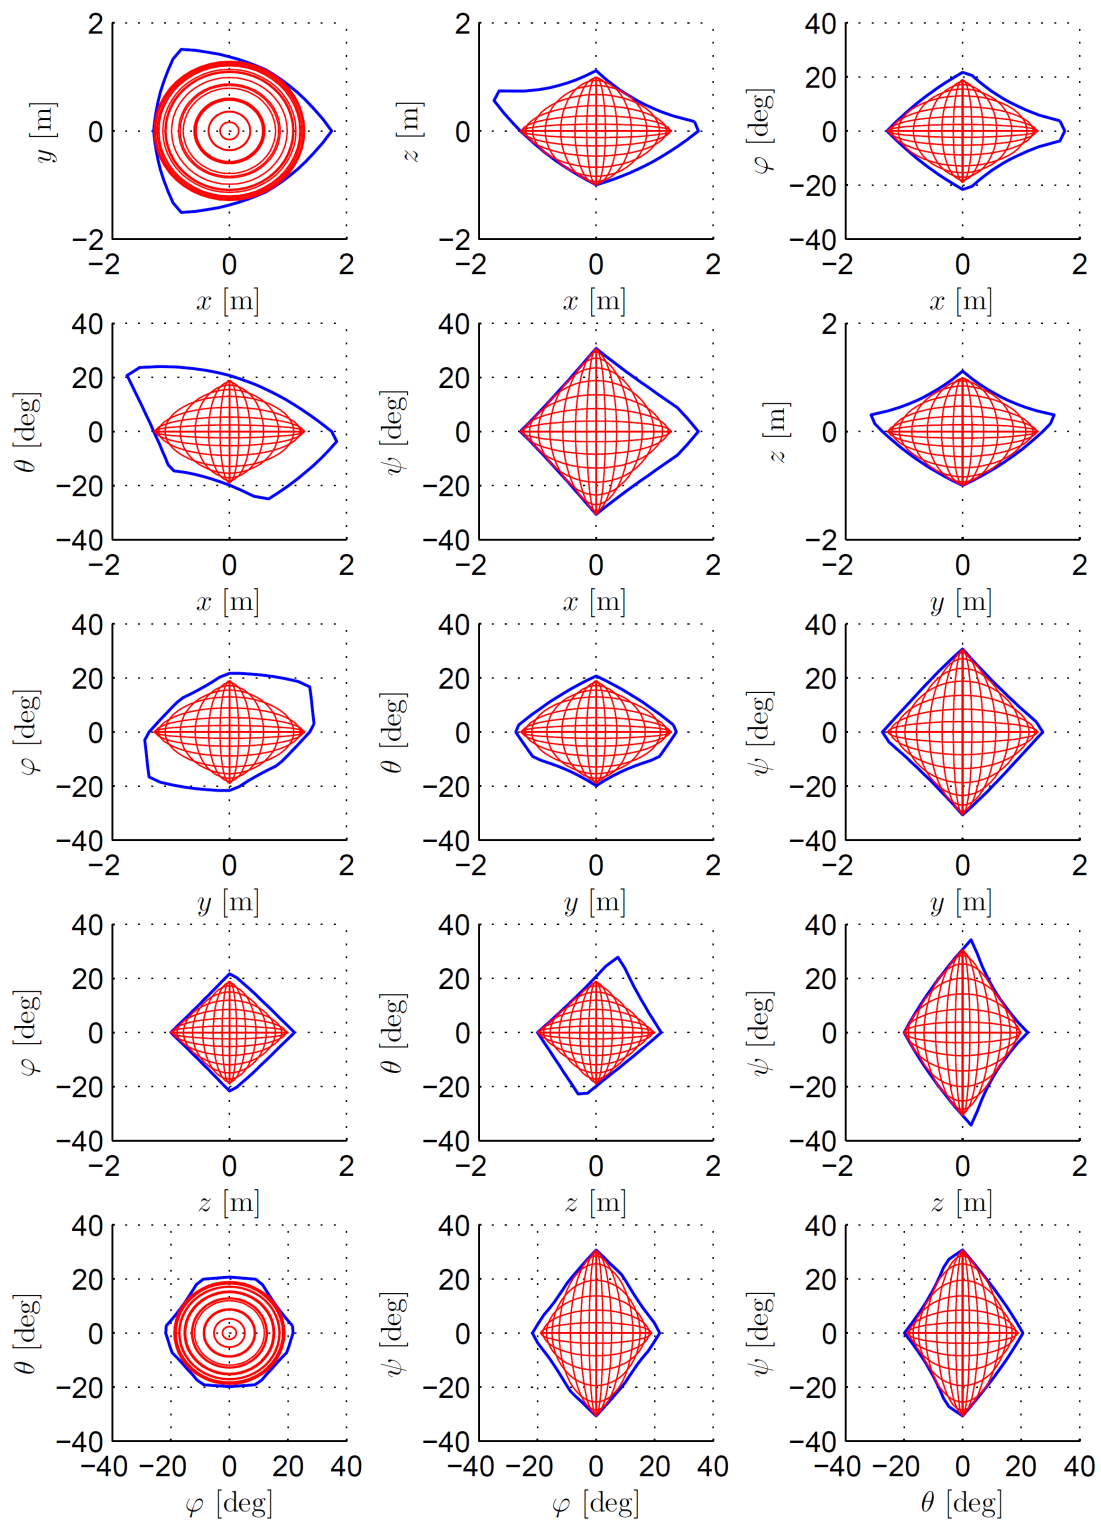 2 2 40
y [m] z [m] φ [deg] 20
0 0 0
−20
−2 −2 −40
−2 0 2 −2 0 2 −2 0 2
x [m] x [m] x [m]
40 40 2
20 20
θ [deg] 0 ψ [deg] 0 z [m] 0
−20 −20
−40 −40 −2
−2 0 2 −2 0 2 −2 0 2
x [m] x [m] y [m]
40 40 40
20 20 20
φ [deg] 0 θ [deg] 0 ψ [deg] 0
−20 −20 −20
−40 −40 −40
−2 0 2 −2 0 2 −2 0 2
y [m] y [m] y [m]
40 40 40
20 20 20
φ [deg] 0 θ [deg] 0 ψ [deg] 0
−20 −20 −20
−40 −40 −40
−2 0 2 −2 0 2 −2 0 2
z [m] z [m] z [m]
40 40 40
20 20 20
θ [deg] 0 ψ [deg] 0 ψ [deg] 0
−20 −20 −20
−40 −40 −40
−40 −20 0 20 40 −40 −20 0 20 40 −40 −20 0 20 40
φ [deg] φ [deg] θ [deg]